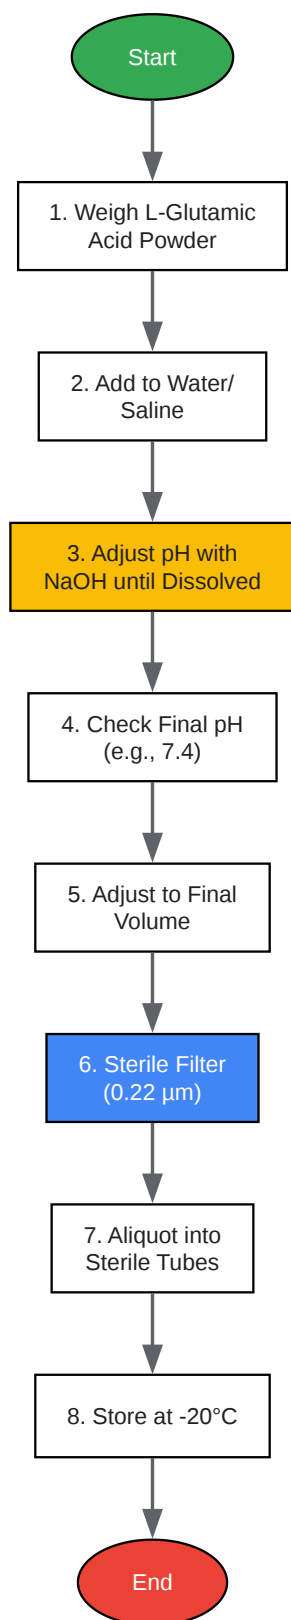 Start
1. Weigh L-Glutamic
Acid Powder
2. Add to Water/
Saline
3. Adjust pH with
NaOH until Dissolved
4. Check Final pH
(e.g., 7.4)
5. Adjust to Final
Volume
6. Sterile Filter
(0.22 µm)
7. Aliquot into
Sterile Tubes
8. Store at -20°C
End